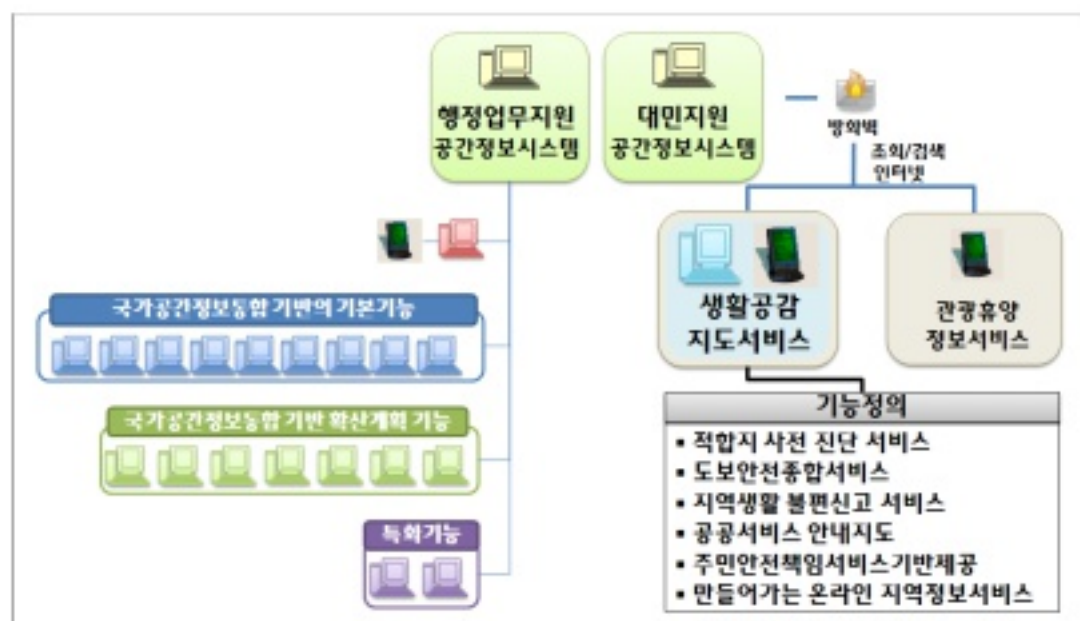 행정업무지원
공간정보시스템
대민지원
공간정보시스템
방화벽
조회/검색
인터넷
국가공간정보통합 기반의 기본기능
국가공간정보통합 기반 확산계획 기능
특화기능
생활공감
지도서비스
관광휴양
정보서비스
기능정의
▪ 적합지 사전 진단 서비스
▪ 도보안전종합서비스
▪ 지역생활 불편신고 서비스
▪ 공공서비스 안내지도
▪ 주민안전책임서비스기반제공
▪ 만들어가는 온라인 지역정보서비스